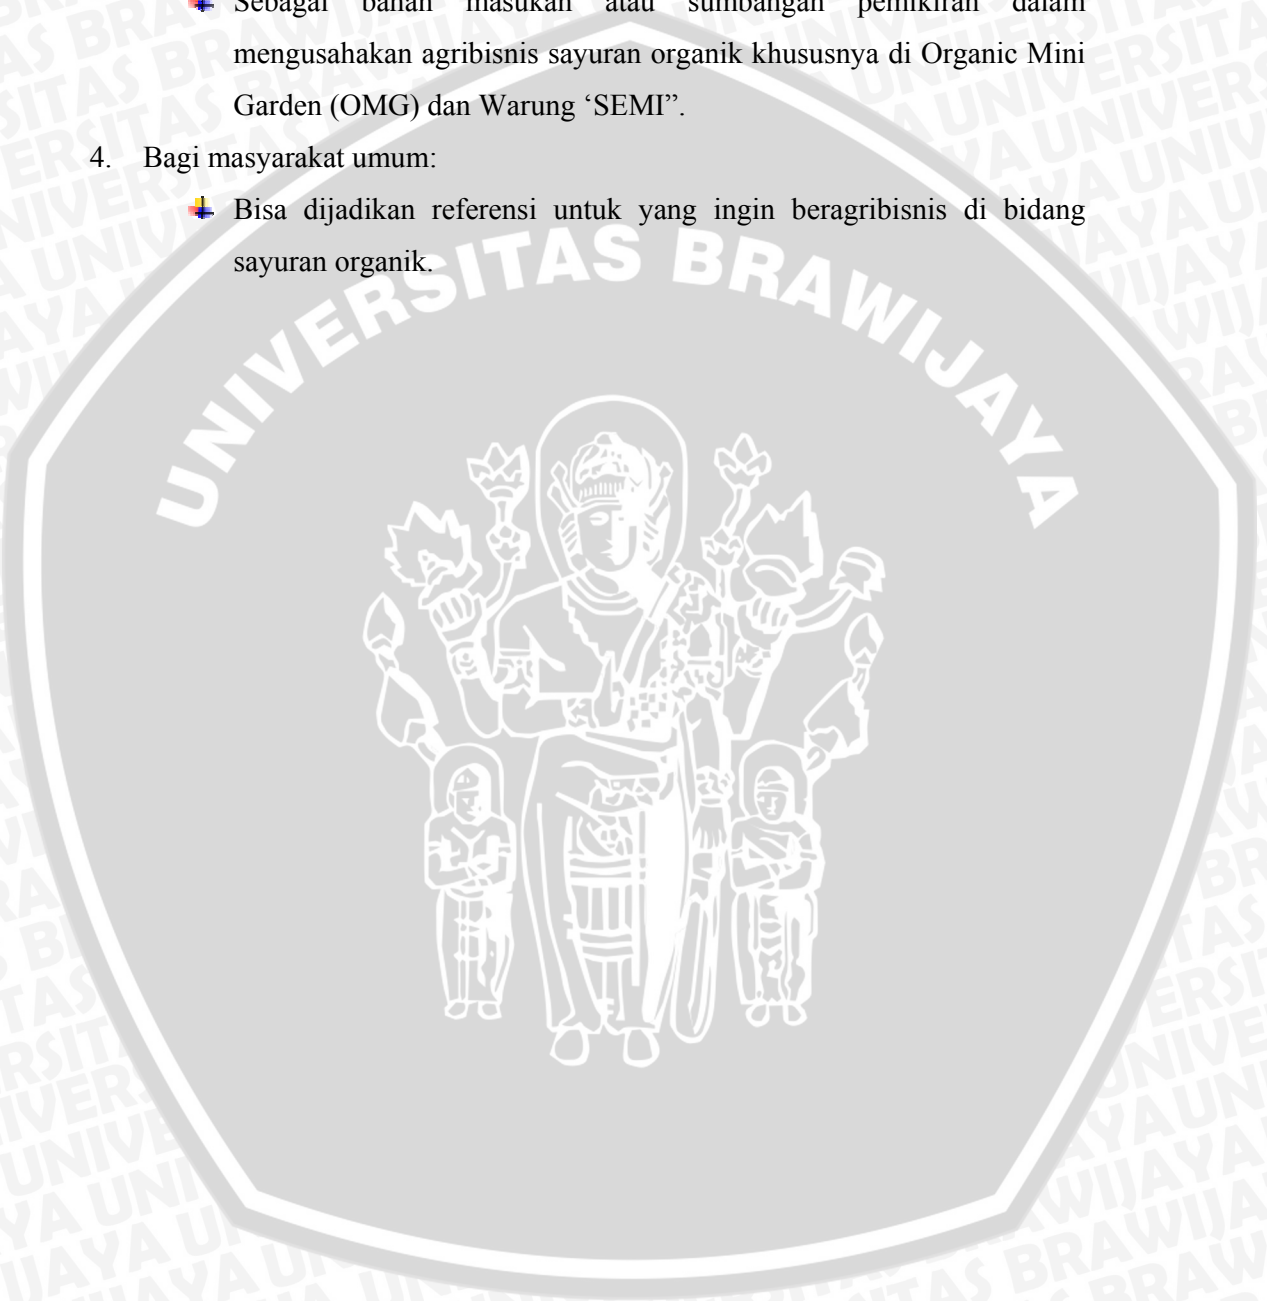 Sebagai bahan masukan atau sumbangan pemikiran dalam
mengusahakan agribisnis sayuran organik khususnya di Organic Mini
Garden (OMG) dan Warung ‘SEMI”.
4. Bagi masyarakat umum:
Bisa dijadikan referensi untuk yang ingin beragribisnis di bidang
sayuran organik.
UNIVERSITAS BRAWIJAYA